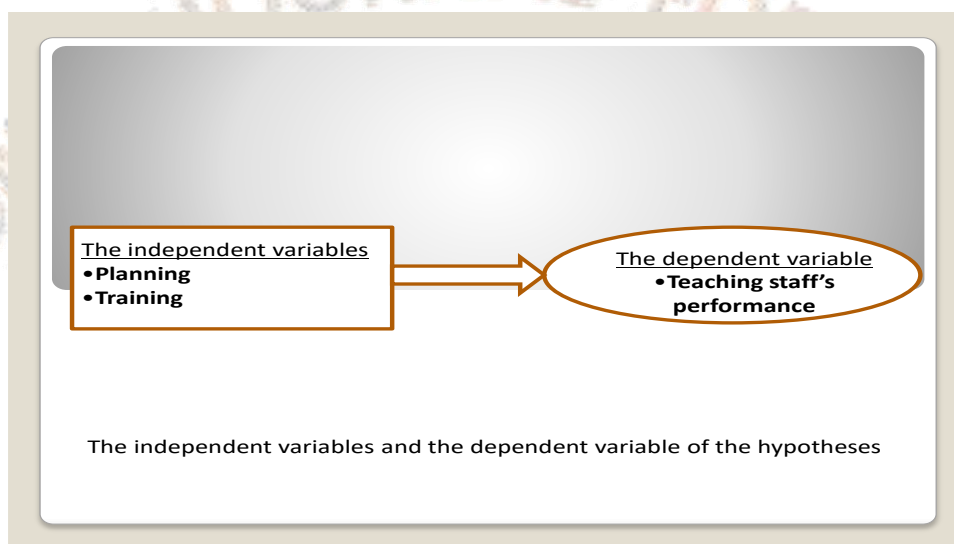 The independent variables
•Planning
•Training
The dependent variable
•Teaching staff's
performance
The independent variables and the dependent variable of the hypotheses